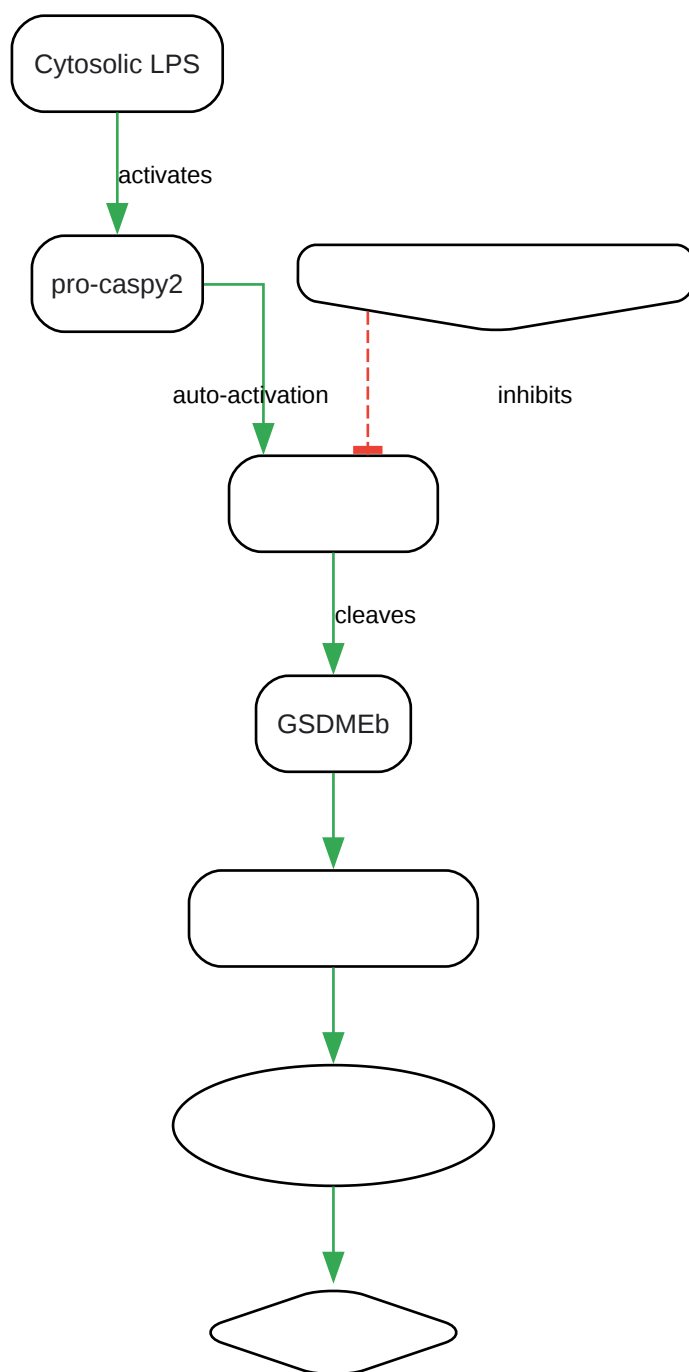 Cytosolic LPS
activates
pro-caspy2
auto-activation
inhibits
cleaves
GSDMEb